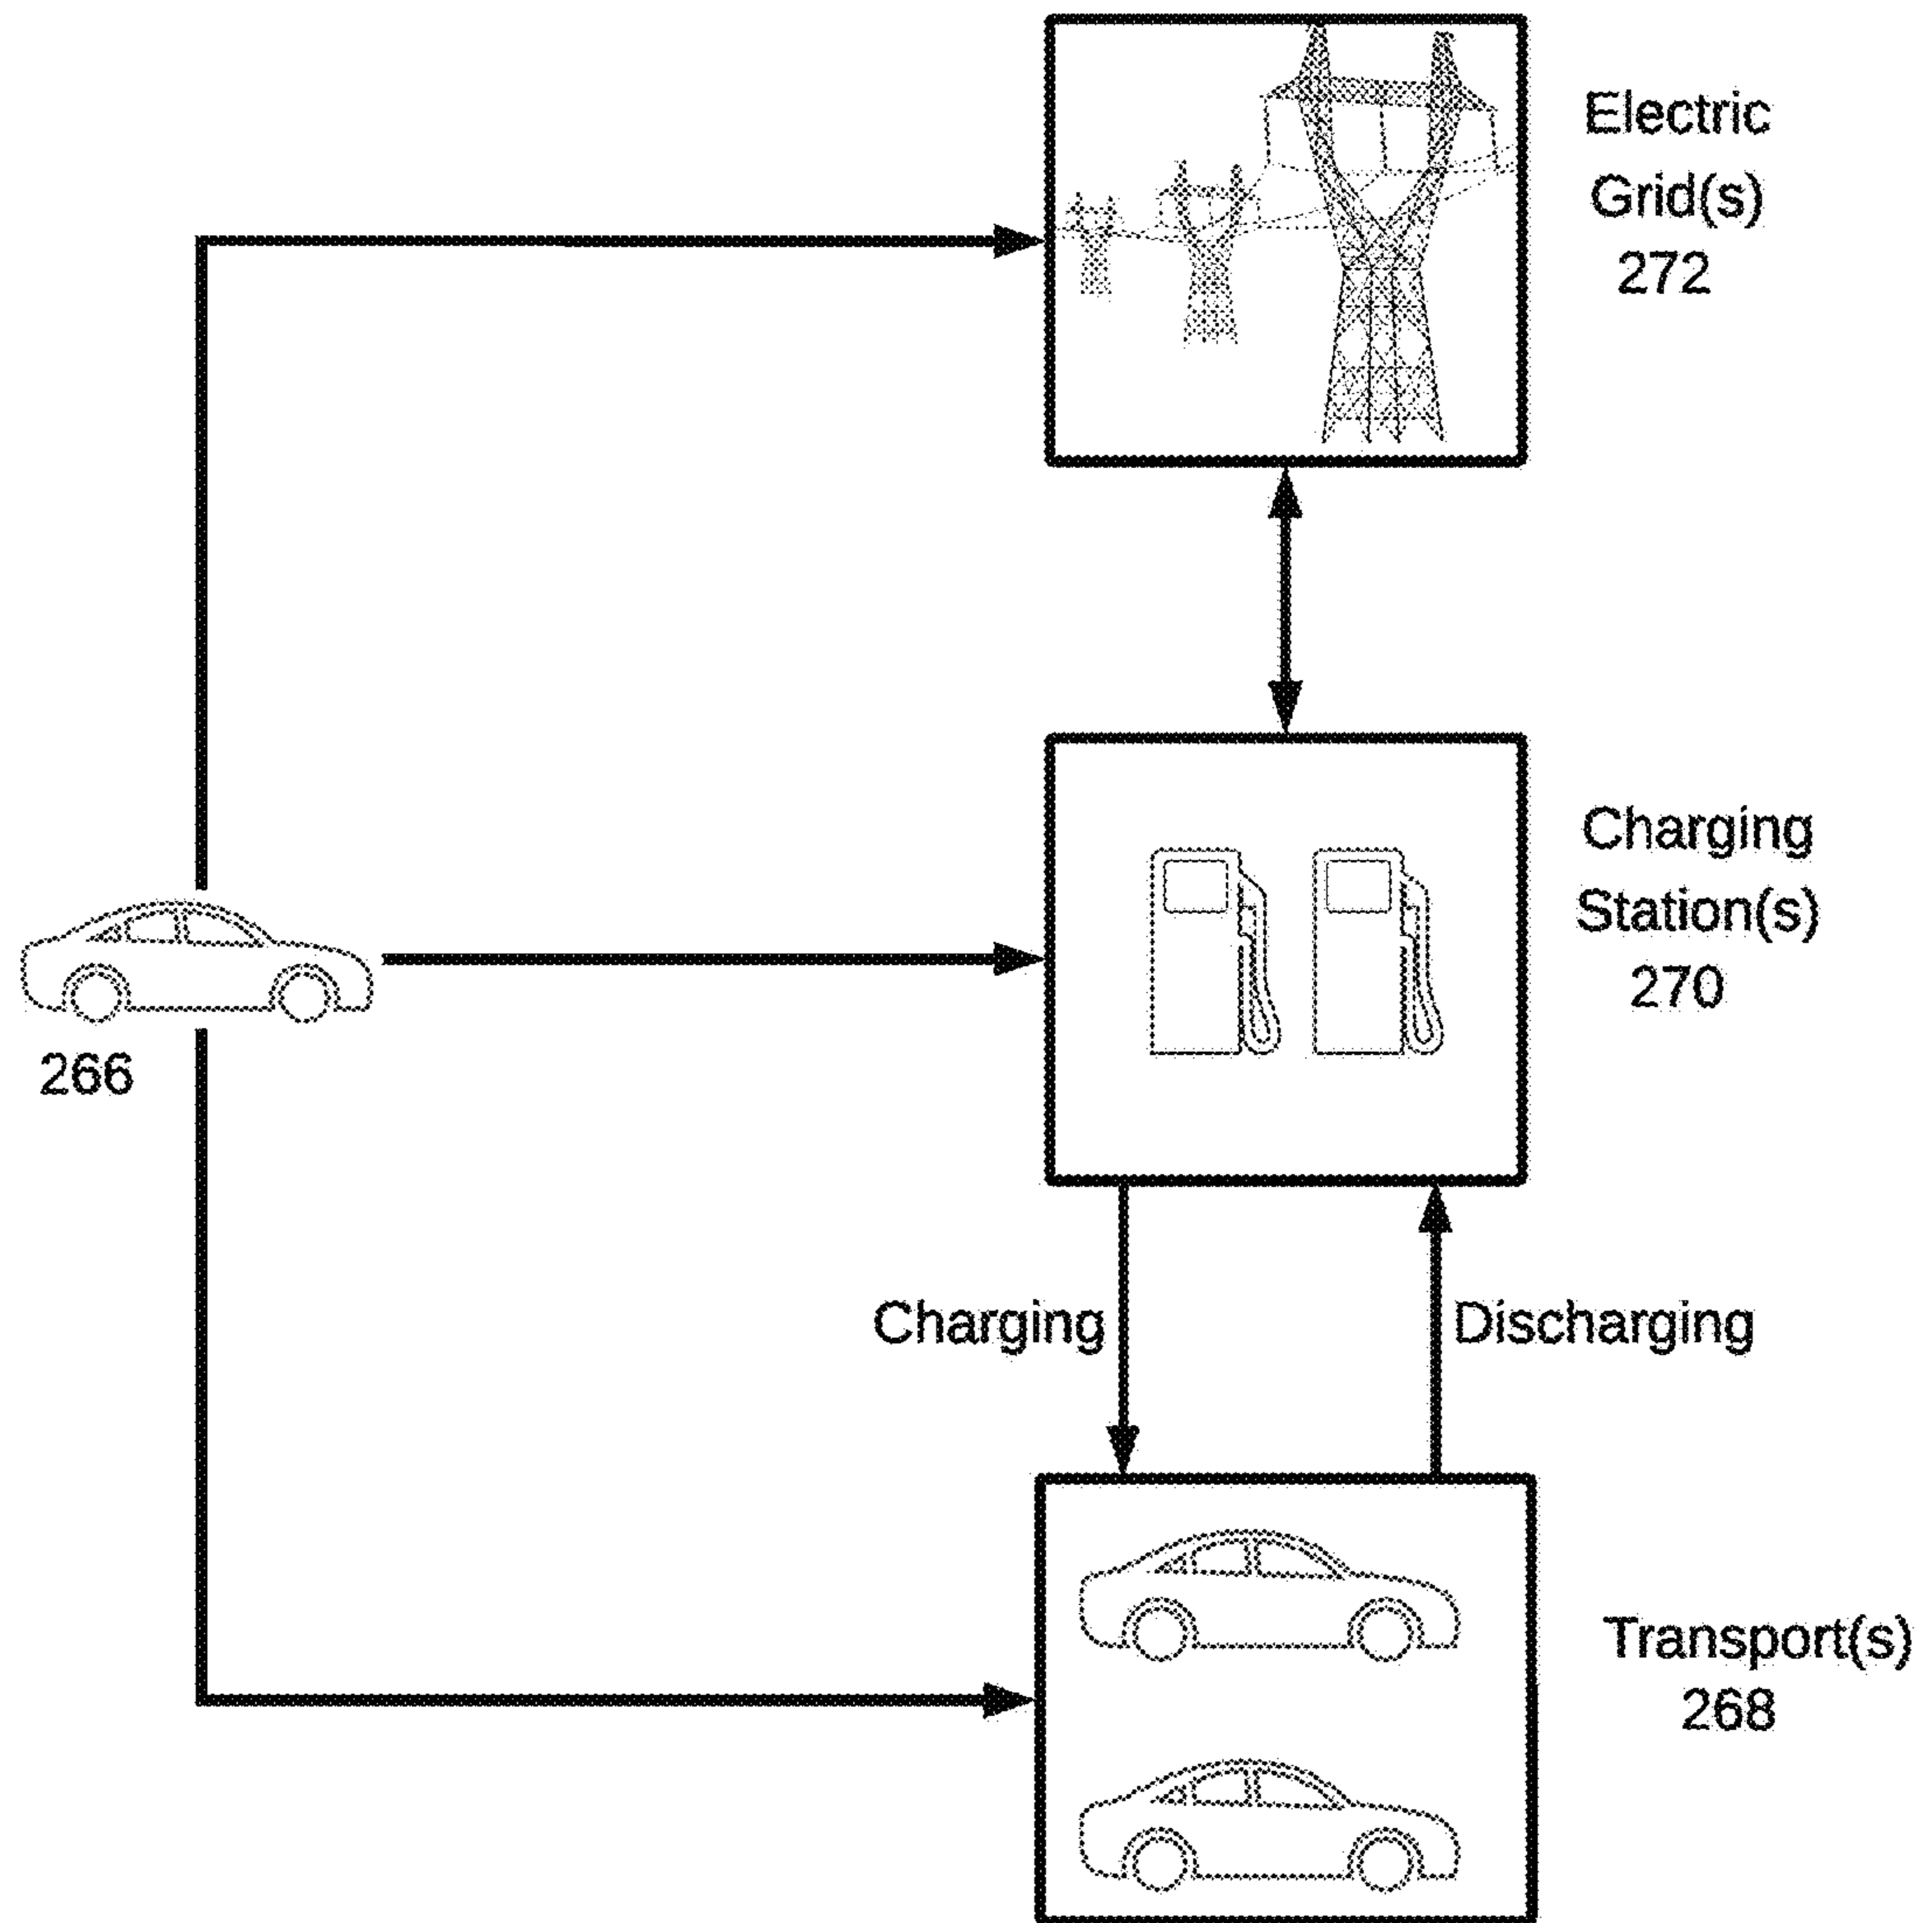 Electric
Grid(s)
272
Charging
Station(s)
270
266
Charging
Discharging
Transport(s)
268